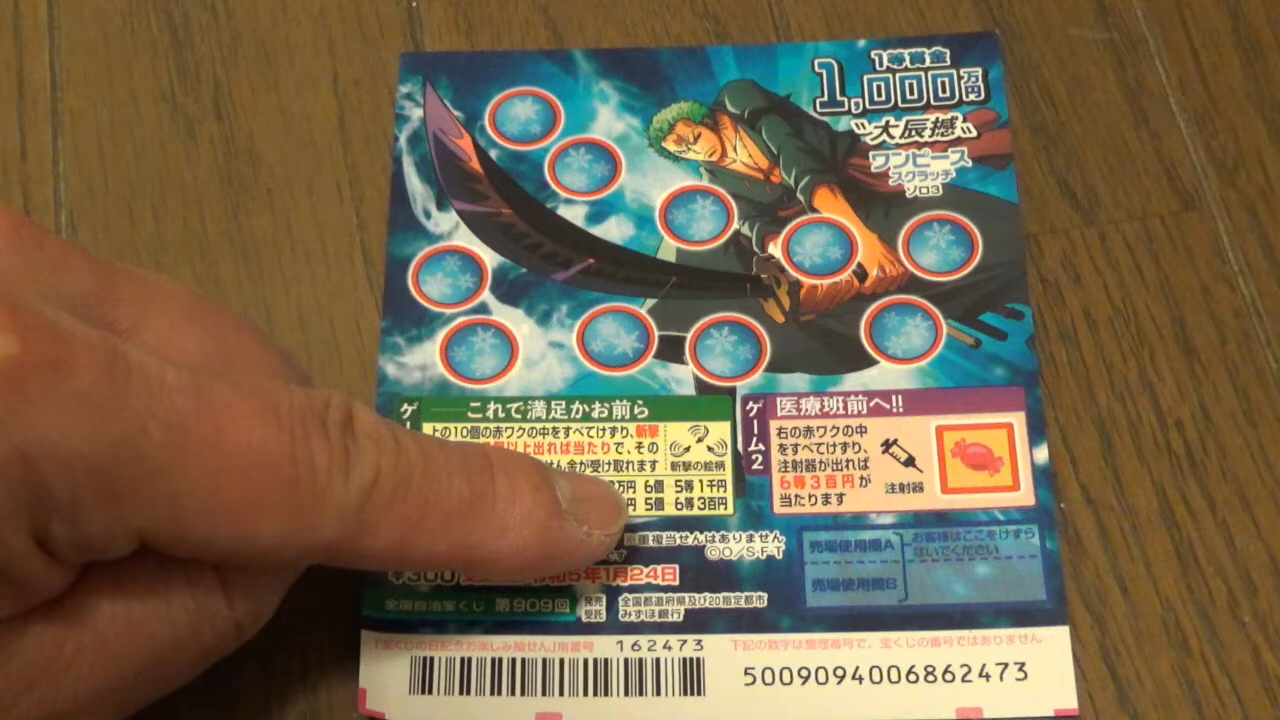 1等賞金
1,000万円
〝大辰撼〟
ワンピース
スクラッチ
ゾロ3
これで満足かお前ら
上の10個の赤ワクの中をすべてけずり、斬撃
以上出れば当たりで、その
せん金が受け取れます
斬撃の絵柄
万円 6個…5等1千円
円 5個…6等3百円
ゲーム2
医療班前へ!!
右の赤ワクの中
をすべてけずり、
注射器が出れば
6等3百円が
当たります
注射器
重複当せんはありません
©O/S・F・T
¥300
5年1月24日
売場使用欄A
売場使用欄B
お客様はここをけずら
ないでください
全国自治宝くじ 第909回
発売
受託
全国都道府県及び20指定都市
みずほ銀行
「宝くじの日記念お楽しみ抽せん」用番号 162473
下記の数字は整理番号で、宝くじの番号ではありません
5009094006862473